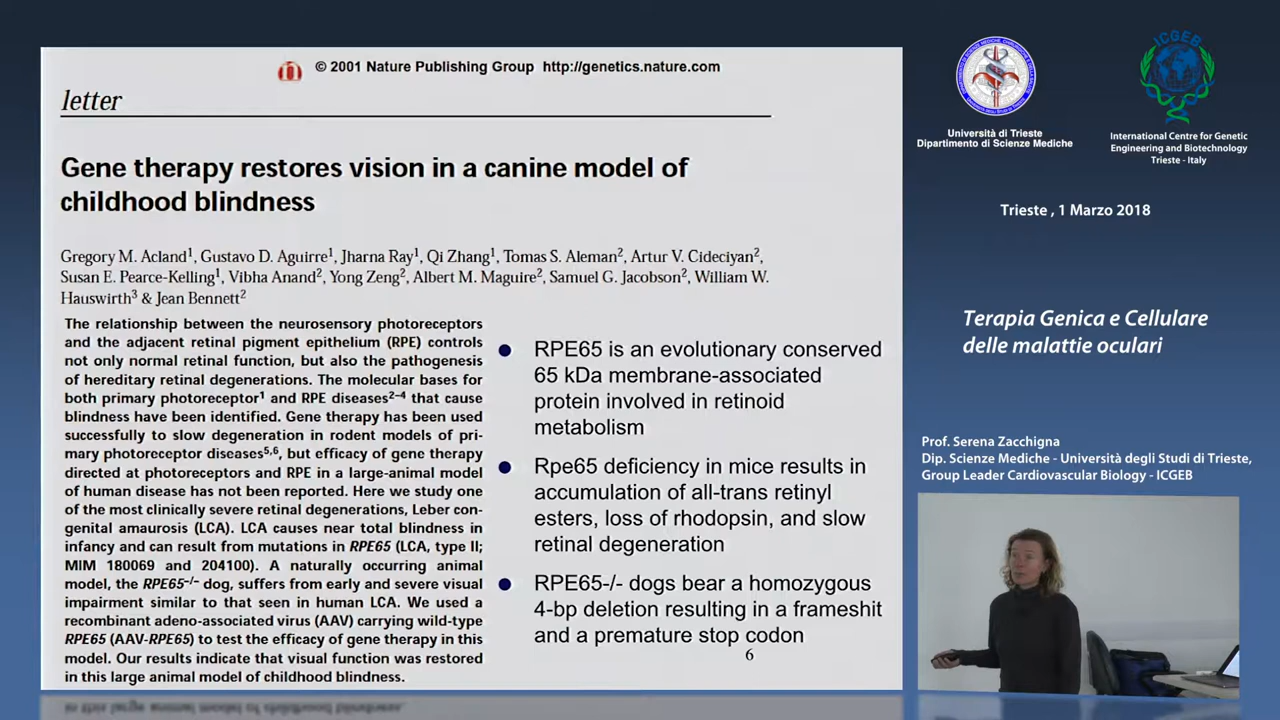 © 2001 Nature Publishing Group http://genetics.nature.com
letter
Gene therapy restores vision in a canine model of
childhood blindness
Gregory M. Acland1, Gustavo D. Aguirre1, Jharna Ray1, Qi Zhang1, Tomas S. Aleman2, Artur V. Cideciyan2,
Susan E. Pearce-Kelling1, Vibha Anand2, Yong Zeng2, Albert M. Maguire2, Samuel G. Jacobson2, William W.
Hauswirth3 & Jean Bennett2
The relationship between the neurosensory photoreceptors
and the adjacent retinal pigment epithelium (RPE) controls
not only normal retinal function, but also the pathogenesis
of hereditary retinal degenerations. The molecular bases for
both primary photoreceptor1 and RPE diseases2–4 that cause
blindness have been identified. Gene therapy has been used
successfully to slow degeneration in rodent models of pri-
mary photoreceptor diseases5,6, but efficacy of gene therapy
directed at photoreceptors and RPE in a large-animal model
of human disease has not been reported. Here we study one
of the most clinically severe retinal degenerations, Leber con-
genital amaurosis (LCA). LCA causes near total blindness in
infancy and can result from mutations in RPE65 (LCA, type II;
MIM 180069 and 204100). A naturally occurring animal
model, the RPE65–/– dog, suffers from early and severe visual
impairment similar to that seen in human LCA. We used a
recombinant adeno-associated virus (AAV) carrying wild-type
RPE65 (AAV-RPE65) to test the efficacy of gene therapy in this
model. Our results indicate that visual function was restored
in this large animal model of childhood blindness.
● RPE65 is an evolutionary conserved
65 kDa membrane-associated
protein involved in retinoid
metabolism
● Rpe65 deficiency in mice results in
accumulation of all-trans retinyl
esters, loss of rhodopsin, and slow
retinal degeneration
● RPE65-/- dogs bear a homozygous
4-bp deletion resulting in a frameshit
and a premature stop codon
6
Università di Trieste
Dipartimento di Scienze Mediche
ICGEB
International Centre for Genetic
Engineering and Biotechnology
Trieste - Italy
Trieste , 1 Marzo 2018
Terapia Genica e Cellulare
delle malattie oculari
Prof. Serena Zacchigna
Dip. Scienze Mediche - Università degli Studi di Trieste,
Group Leader Cardiovascular Biology - ICGEB